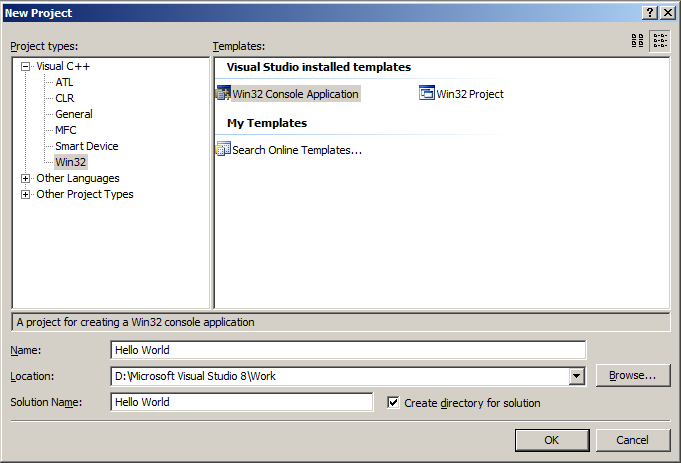 New Project
Project types:
Templates:
Visual C++
ATL
CLR
General
MFC
Smart Device
Win32
Other Languages
Other Project Types
Visual Studio installed templates
Win32 Console Application
Win32 Project
My Templates
Search Online Templates...
A project for creating a Win32 console application
Name:
Hello World
Location:
D:\Microsoft Visual Studio 8\Work
Browse...
Solution Name:
Hello World
Create directory for solution
OK
Cancel